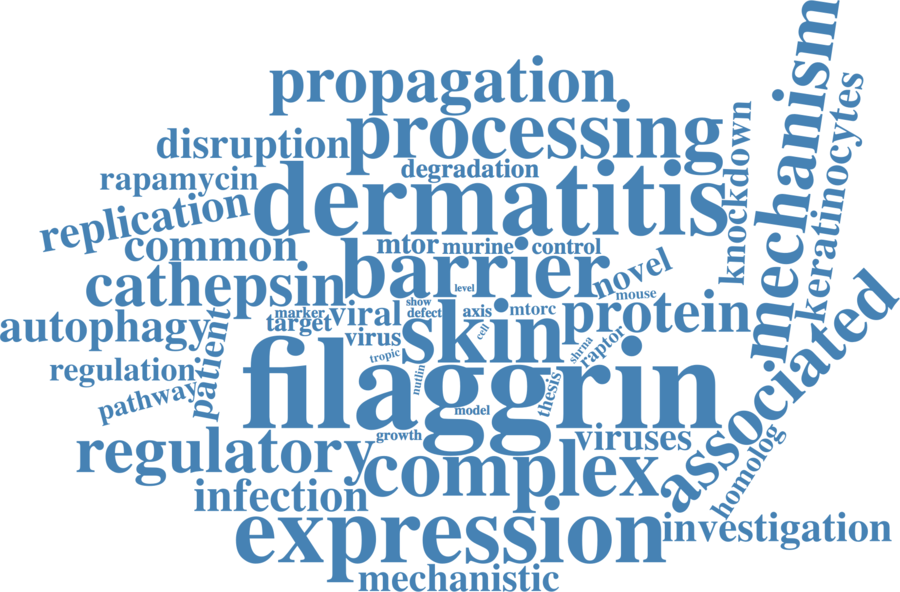 propagation
processing
disruption
degradation
rapamycin
dermatitis
replication
common
mtor
murine
control
knockdown
mechanism
keratinocytes
cathepsin
barrier
level
novel
mouse
autophagy
marker
target
viral
show
defect
axis
mtorc
protein
virus
skin
cell
tropic
nutlin
shrna
raptor
regulation
pathway
patient
filaggrin
model
thesis
associated
growth
viruses
homolog
regulatory
complex
infection
expression
investigation
mechanistic